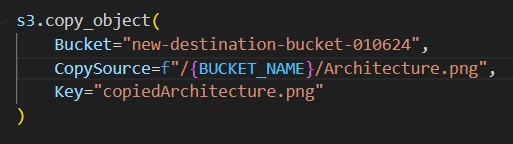 s3.copy_object(
    Bucket="new-destination-bucket-010624",
    CopySource=f"/{BUCKET_NAME}/Architecture.png",
    Key="copiedArchitecture.png"
)